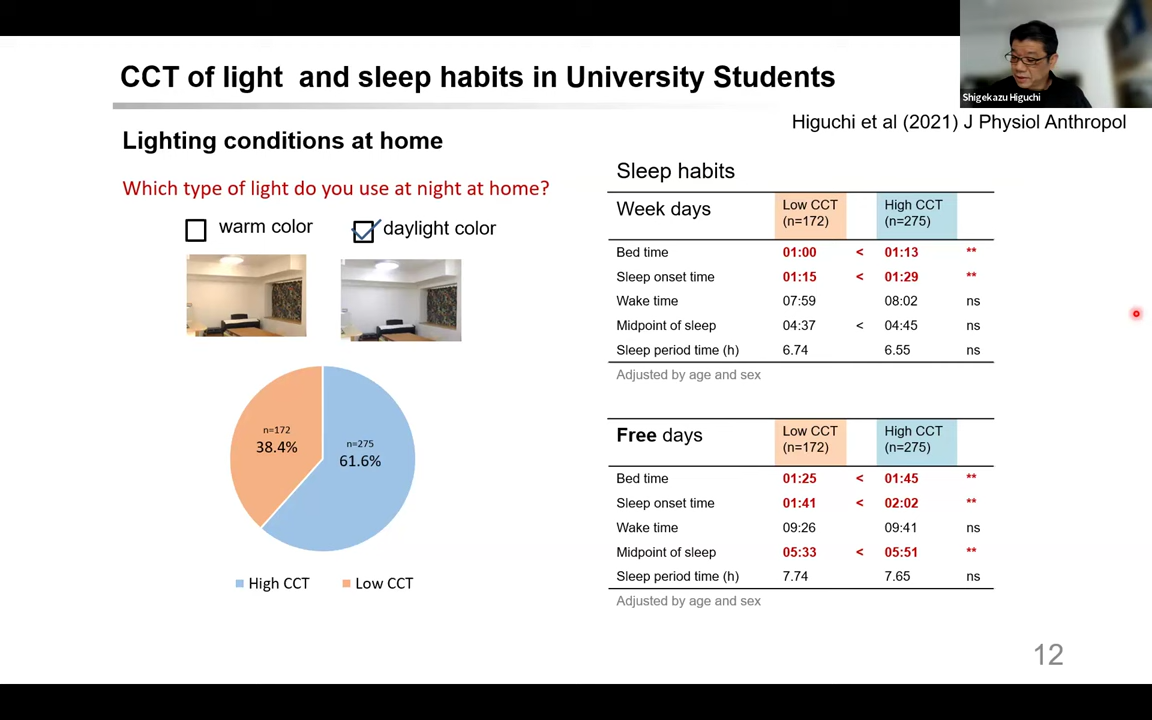 CCT of light and sleep habits in University Students
Shigekazu Higuchi
Higuchi et al (2021) J Physiol Anthropol
Lighting conditions at home
Which type of light do you use at night at home?
warm color
daylight color
n=172
38.4%
n=275
61.6%
High CCT
Low CCT
Sleep habits
Week days Low CCT (n=172) High CCT (n=275)
Bed time 01:00 < 01:13 **
Sleep onset time 01:15 < 01:29 **
Wake time 07:59 08:02 ns
Midpoint of sleep 04:37 < 04:45 ns
Sleep period time (h) 6.74 6.55 ns
Adjusted by age and sex
Free days Low CCT (n=172) High CCT (n=275)
Bed time 01:25 < 01:45 **
Sleep onset time 01:41 < 02:02 **
Wake time 09:26 09:41 ns
Midpoint of sleep 05:33 < 05:51 **
Sleep period time (h) 7.74 7.65 ns
Adjusted by age and sex
12